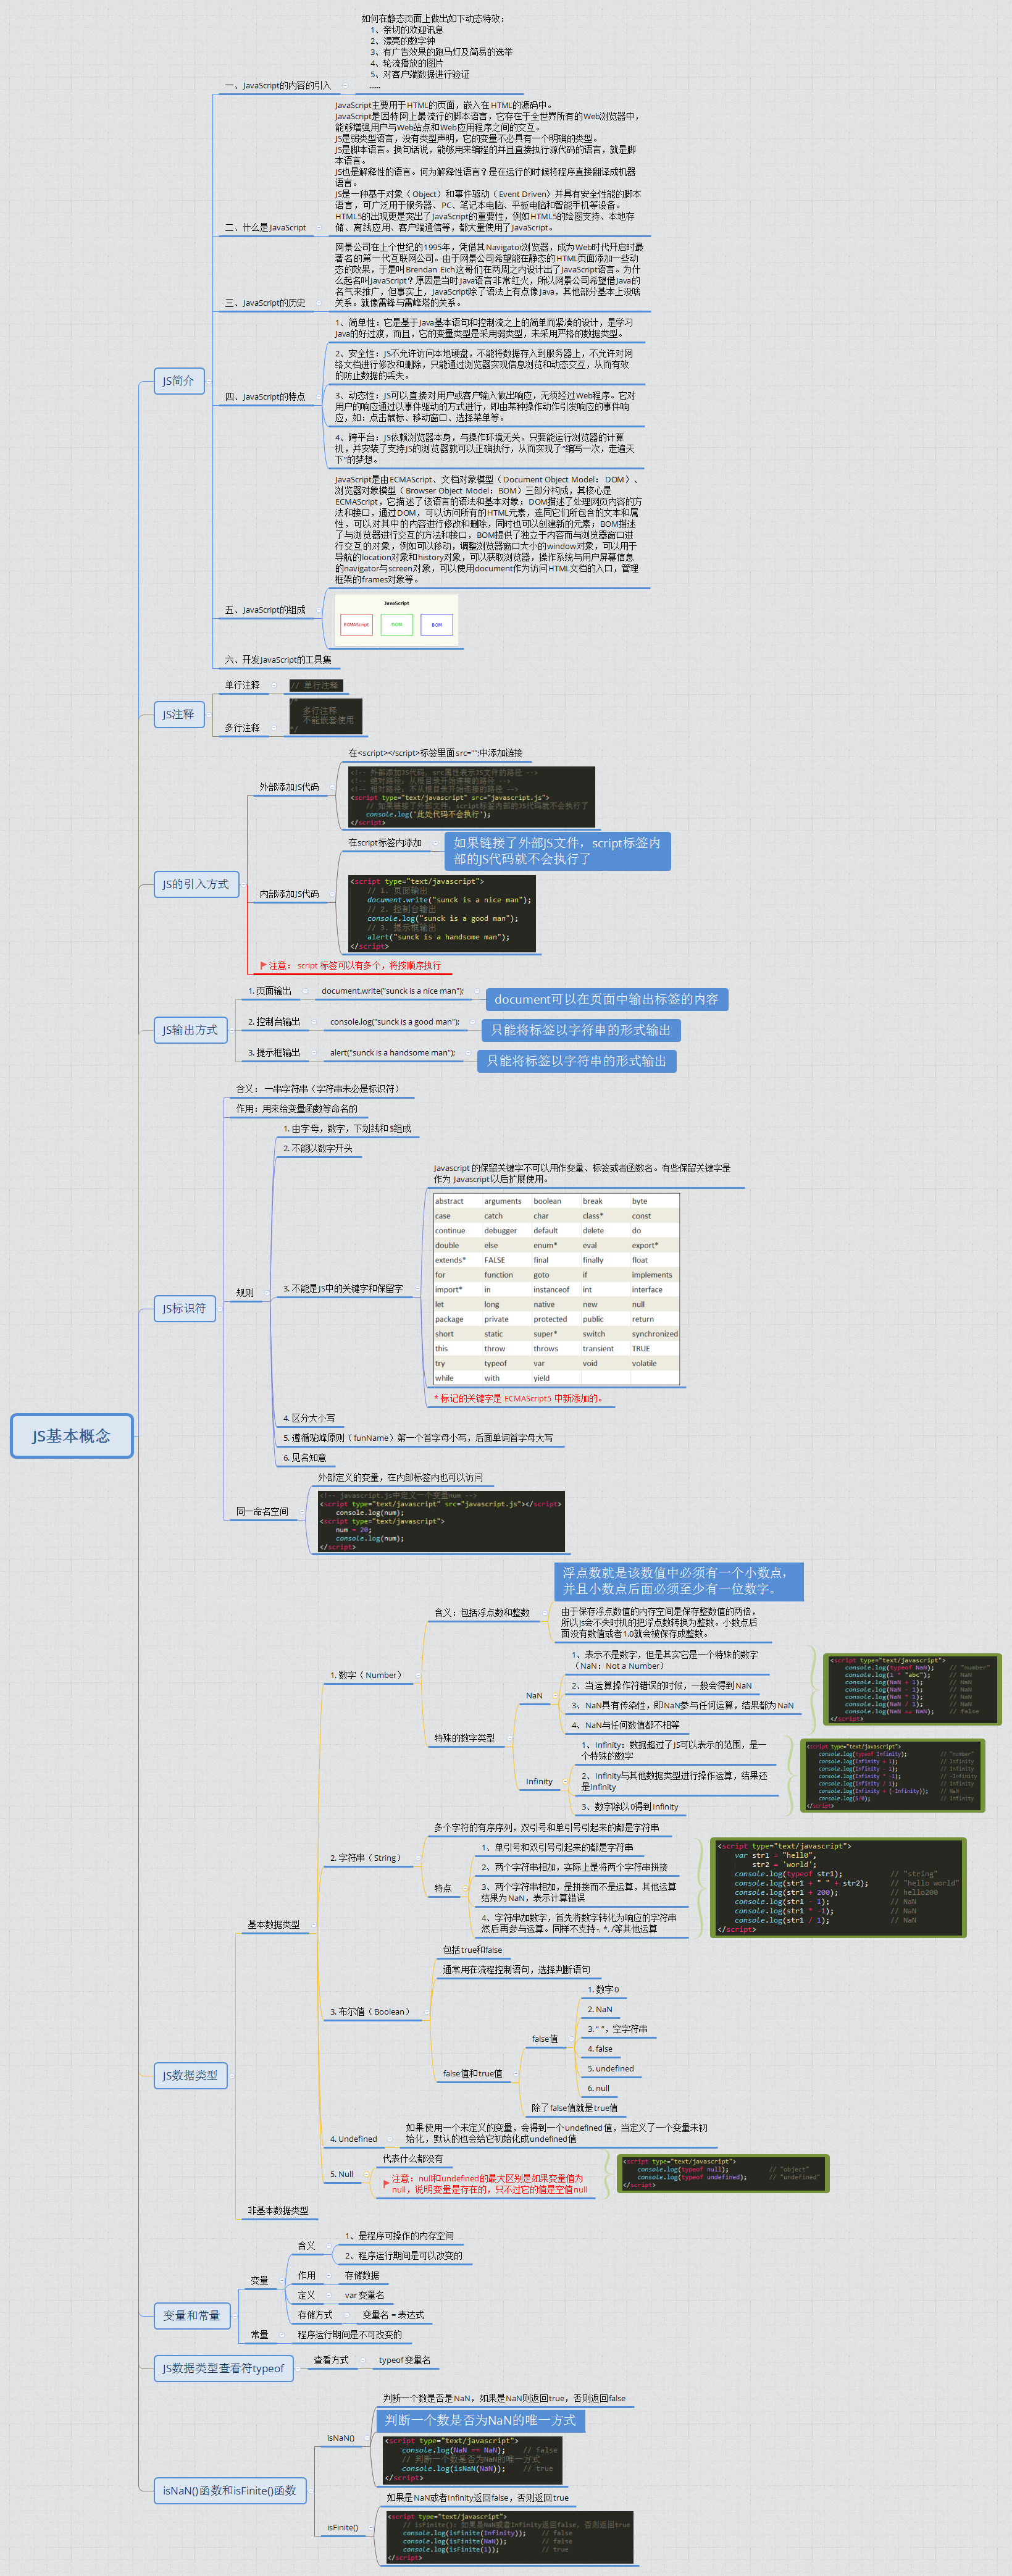 JS基本概念
JS简介
一、JavaScript的内容的引入
如何在静态页面上做出如下动态特效：
1、亲切的欢迎讯息
2、漂亮的数字钟
3、有广告效果的跑马灯及简易的选举
4、轮流播放的图片
5、对客户端数据进行验证
......
二、什么是JavaScript
JavaScript主要用于HTML的页面，嵌入在HTML的源码中。
JavaScript是因特网上最流行的脚本语言，它存在于全世界所有的Web浏览器中，
能够增强用户与Web站点和Web应用程序之间的交互。
JS是弱类型语言，没有类型声明，它的变量不必具有一个明确的类型。
JS是脚本语言。换句话说，能够用来编程的并且直接执行源代码的语言，就是脚
本语言。
JS也是解释性的语言。何为解释性语言？是在运行的时候将程序直接翻译成机器
语言。
JS是一种基于对象（Object）和事件驱动（Event Driven）并具有安全性能的脚本
语言，可广泛用于服务器、PC、笔记本电脑、平板电脑和智能手机等设备。
HTML5的出现更是突出了JavaScript的重要性，例如HTML5的绘图支持、本地存
储、离线应用、客户端通信等，都大量使用了JavaScript。
三、JavaScript的历史
网景公司在上个世纪的1995年，凭借其Navigator浏览器，成为Web时代开启时最
著名的第一代互联网公司。由于网景公司希望能在静态的HTML页面添加一些动
态的效果，于是叫Brendan Eich这哥们在两周之内设计出了JavaScript语言。为什
么起名叫JavaScript？原因是当时Java语言非常红火，所以网景公司希望借Java的
名气来推广，但事实上，JavaScript除了语法上有点像Java，其他部分基本上没啥
关系。就像雷锋与雷峰塔的关系。
四、JavaScript的特点
1、简单性：它是基于Java基本语句和控制流之上的简单而紧凑的设计，是学习
Java的好过渡，而且，它的变量类型是采用弱类型，未采用严格的数据类型。
2、安全性：JS不允许访问本地硬盘，不能将数据存入到服务器上，不允许对网
络文档进行修改和删除，只能通过浏览器实现信息浏览和动态交互，从而有效
的防止数据的丢失。
3、动态性：JS可以直接对用户或客户输入做出响应，无须经过Web程序。它对
用户的响应通过以事件驱动的方式进行，即由某种操作动作引发响应的事件响
应，如：点击鼠标、移动窗口、选择菜单等。
4、跨平台：JS依赖浏览器本身，与操作环境无关。只要能运行浏览器的计算
机，并安装了支持JS的浏览器就可以正确执行，从而实现了"编写一次，走遍天
下"的梦想。
五、JavaScript的组成
JavaScript是由ECMAScript、文档对象模型（Document Object Model：DOM）、
浏览器对象模型（Browser Object Model：BOM）三部分构成，其核心是
ECMAScript，它描述了该语言的语法和基本对象；DOM描述了处理网页内容的方
法和接口，通过DOM，可以访问所有的HTML元素，连同它们所包含的文本和属
性，可以对其中的内容进行修改和删除，同时也可以创建新的元素；BOM描述
了与浏览器进行交互的方法和接口，BOM提供了独立于内容而与浏览器窗口进
行交互的对象，例如可以移动，调整浏览器窗口大小的window对象，可以用于
导航的location对象和history对象，可以获取浏览器，操作系统与用户屏幕信息
的navigator与screen对象，可以使用document作为访问HTML文档的入口，管理
框架的frames对象等。
JavaScript
ECMAScript DOM BOM
六、开发JavaScript的工具集
JS注释
单行注释
// 单行注释
多行注释
/*
多行注释
不能嵌套使用
*/
JS的引入方式
外部添加JS代码
在<script></script>标签里面src="";中添加链接
<!-- 外部添加JS代码，src属性表示JS文件的路径 -->
<!-- 绝对路径：从根目录开始连接的路径 -->
<!-- 相对路径：不从根目录开始连接的路径 -->
<script type="text/javascript" src="javascript.js">
// 如果链接了外部文件，script标签内部的JS代码就不会执行了
console.log('此处代码不会执行');
</script>
内部添加JS代码
在script标签内添加
如果链接了外部JS文件，script标签内
部的JS代码就不会执行了
<script type="text/javascript">
// 1. 页面输出
document.write("sunck is a nice man");
// 2. 控制台输出
console.log("sunck is a good man");
// 3. 提示框输出
alert("sunck is a handsome man");
</script>
注意： script 标签可以有多个，将按顺序执行
JS输出方式
1. 页面输出
document.write("sunck is a nice man");
document可以在页面中输出标签的内容
2. 控制台输出
console.log("sunck is a good man");
只能将标签以字符串的形式输出
3. 提示框输出
alert("sunck is a handsome man");
只能将标签以字符串的形式输出
JS标识符
含义： 一串字符串（字符串未必是标识符）
作用：用来给变量函数等命名的
规则
1. 由字母，数字，下划线和 $组成
2. 不能以数字开头
3. 不能是JS中的关键字和保留字
Javascript 的保留关键字不可以用作变量、标签或者函数名。有些保留关键字是
作为 Javascript 以后扩展使用。
abstract arguments boolean break byte
case catch char class* const
continue debugger default delete do
double else enum* eval export*
extends* FALSE final finally float
for function goto if implements
import* in instanceof int interface
let long native new null
package private protected public return
short static super* switch synchronized
this throw throws transient TRUE
try typeof var void volatile
while with yield
* 标记的关键字是 ECMAScript5 中新添加的。
4. 区分大小写
5. 遵循驼峰原则（funName）第一个首字母小写，后面单词首字母大写
6. 见名知意
同一命名空间
外部定义的变量，在内部标签内也可以访问
<!-- javascript.js中定义一个变量num -->
<script type="text/javascript" src="javascript.js"></script>
console.log(num);
<script type="text/javascript">
num = 20;
console.log(num);
</script>
JS数据类型
基本数据类型
1. 数字（Number）
含义：包括浮点数和整数
浮点数就是该数值中必须有一个小数点，
并且小数点后面必须至少有一位数字。
由于保存浮点数值的内存空间是保存整数值的两倍，
所以js会不失时机的把浮点数转换为整数。小数点后
面没有数值或者1.0就会被保存成整数。
特殊的数字类型
NaN
1、表示不是数字，但是其实它是一个特殊的数字
（NaN：Not a Number）
2、当运算操作符错误的时候，一般会得到NaN
3、NaN具有传染性，即NaN参与任何运算，结果都为NaN
4、NaN与任何数值都不相等
<script type="text/javascript">
console.log(typeof NaN); // "number"
console.log(1 * "abc"); // NaN
console.log(NaN + 1); // NaN
console.log(NaN - 1); // NaN
console.log(NaN * 1); // NaN
console.log(NaN / 1); // NaN
console.log(NaN == NaN); // false
</script>
Infinity
1、Infinity：数据超过了JS可以表示的范围，是一
个特殊的数字
2、Infinity与其他数据类型进行操作运算，结果还
是Infinity
3、数字除以0得到Infinity
<script type="text/javascript">
console.log(typeof Infinity); // "number"
console.log(Infinity + 1); // Infinity
console.log(Infinity - 1); // Infinity
console.log(Infinity * -1); // -Infinity
console.log(Infinity / 1); // Infinity
console.log(Infinity + (-Infinity)); // NaN
console.log(5/0); // Infinity
</script>
2. 字符串（String）
多个字符的有序序列，双引号和单引号引起来的都是字符串
特点
1、单引号和双引号引起来的都是字符串
2、两个字符串相加，实际上是将两个字符串拼接
3、两个字符串相加，是拼接而不是运算，其他运算
结果为NaN，表示计算错误
4、字符串加数字，首先将数字转化为响应的字符串
然后再参与运算。同样不支持-, *, /等其他运算
<script type="text/javascript">
var str1 = "hell0",
str2 = 'world';
console.log(typeof str1); // "string"
console.log(str1 + " " + str2); // "hello world"
console.log(str1 + 200); // hello200
console.log(str1 - 1); // NaN
console.log(str1 * -1); // NaN
console.log(str1 / 1); // NaN
</script>
3. 布尔值（Boolean）
包括true和false
通常用在流程控制语句，选择判断语句
false值和true值
false值
1. 数字0
2. NaN
3. “ ”，空字符串
4. false
5. undefined
6. null
除了false值就是true值
4. Undefined
如果使用一个未定义的变量，会得到一个undefined值，当定义了一个变量未初
始化，默认的也会给它初始化成undefined值
5. Null
代表什么都没有
注意：null和undefined的最大区别是如果变量值为
null，说明变量是存在的，只不过它的值是空值null
<script type="text/javascript">
console.log(typeof null); // "object"
console.log(typeof undefined); // "undefined"
</script>
非基本数据类型
变量和常量
变量
含义
1、是程序可操作的内存空间
2、程序运行期间是可以改变的
作用
存储数据
定义
var 变量名
存储方式
变量名 = 表达式
常量
程序运行期间是不可改变的
JS数据类型查看符typeof
查看方式
typeof 变量名
isNaN()函数和isFinite()函数
isNaN()
判断一个数是否是NaN，如果是NaN则返回true，否则返回false
判断一个数是否为NaN的唯一方式
<script type="text/javascript">
console.log(NaN == NaN); // false
// 判断一个数是否为NaN的唯一方式
console.log(isNaN(NaN)); // true
</script>
isFinite()
如果是NaN或者Infinity返回false，否则返回true
<script type="text/javascript">
// isFinite(): 如果是NaN或者Infinity返回false，否则返回true
console.log(isFinite(Infinity)); // false
console.log(isFinite(NaN)); // false
console.log(isFinite(1)); // true
</script>